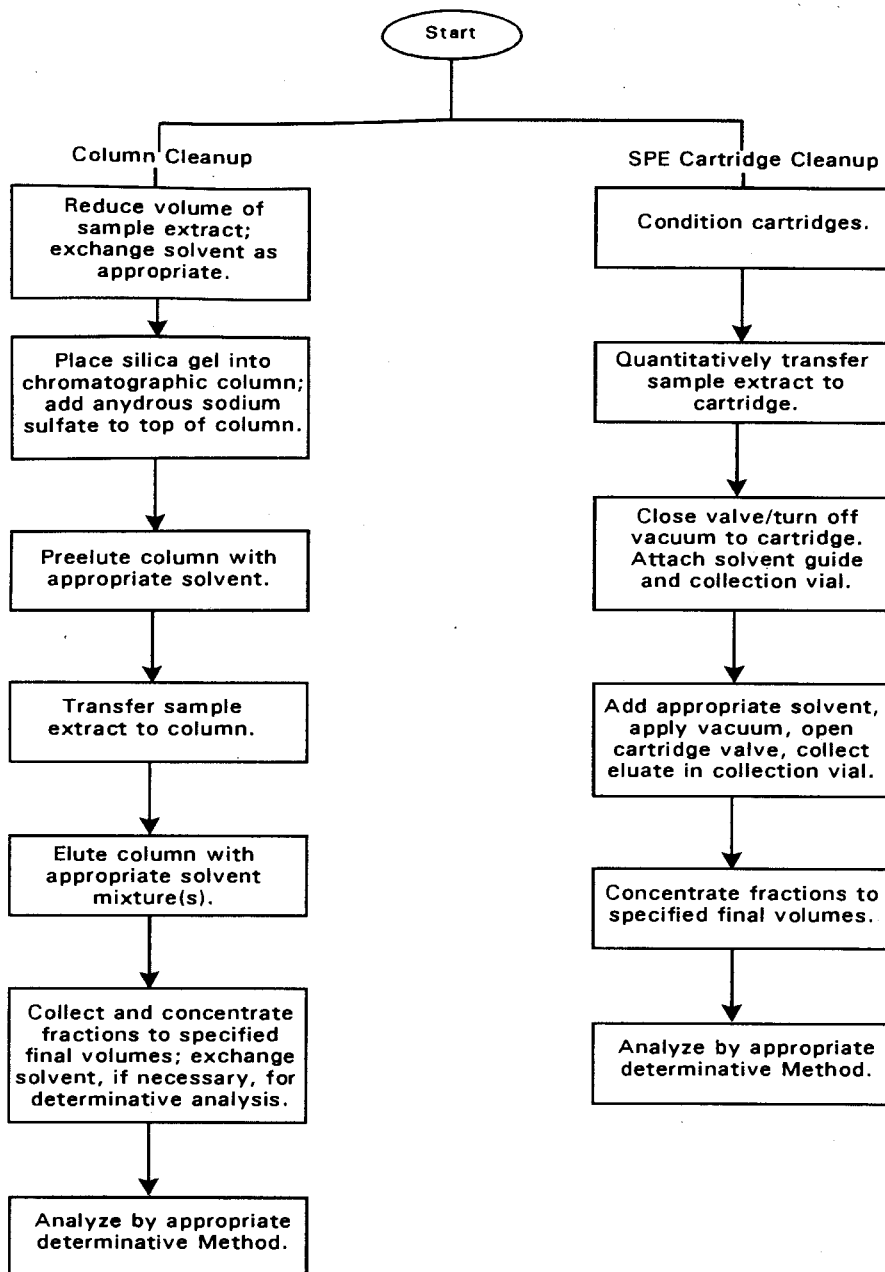 Start
Column Cleanup
Reduce volume of
sample extract;
exchange solvent as
appropriate.
Place silica gel into
chromatographic column;
add anydrous sodium
sulfate to top of column.
Preelute column with
appropriate solvent.
Transfer sample
extract to column.
Elute column with
appropriate solvent
mixture(s).
Collect and concentrate
fractions to specified
final volumes; exchange
solvent, if necessary, for
determinative analysis.
Analyze by appropriate
determinative Method.
SPE Cartridge Cleanup
Condition cartridges.
Quantitatively transfer
sample extract to
cartridge.
Close valve/turn off
vacuum to cartridge.
Attach solvent guide
and collection vial.
Add appropriate solvent,
apply vacuum, open
cartridge valve, collect
eluate in collection vial.
Concentrate fractions to
specified final volumes.
Analyze by appropriate
determinative Method.